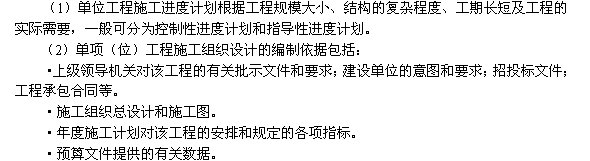 （1）单位工程施工进度计划根据工程规模大小、结构的复杂程度、工期长短及工程的
实际需要，一般可分为控制性进度计划和指导性进度计划。
（2）单项（位）工程施工组织设计的编制依据包括：
·上级领导机关对该工程的有关批示文件和要求；建设单位的意图和要求；招投标文件；
工程承包合同等。
·施工组织总设计和施工图。
·年度施工计划对该工程的安排和规定的各项指标。
·预算文件提供的有关数据。